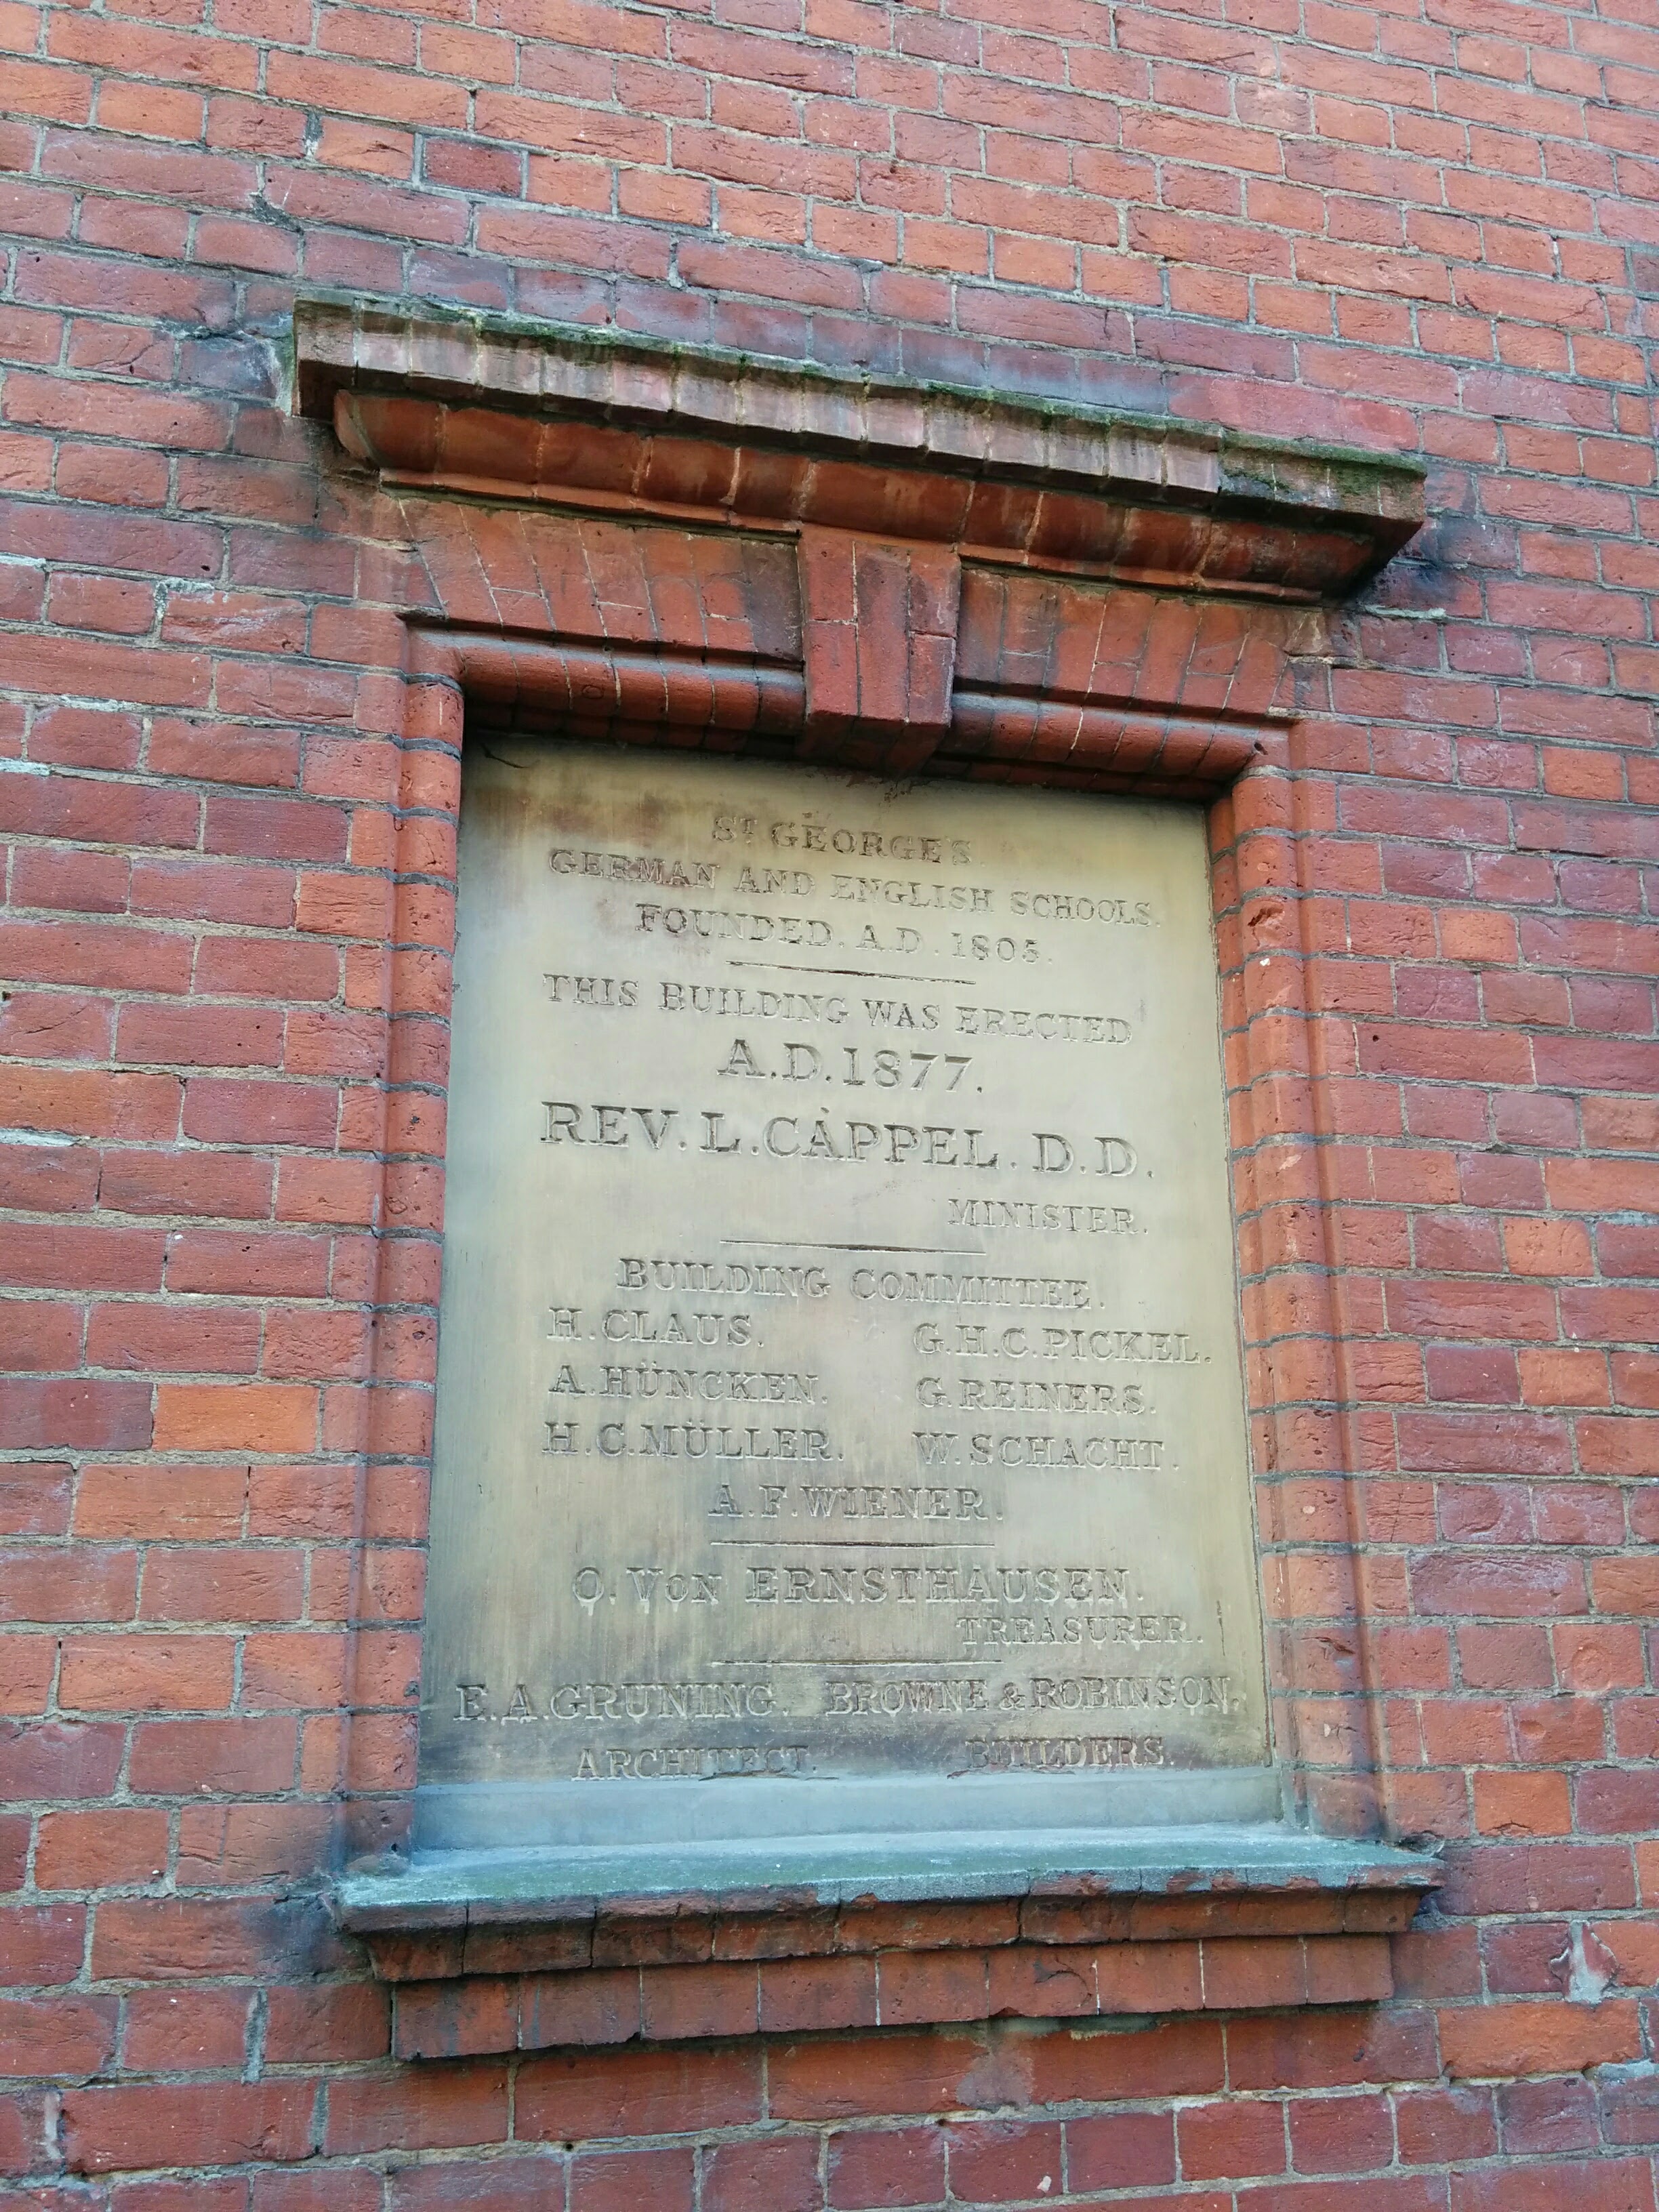 ST GEORGE'S
GERMAN AND ENGLISH SCHOOLS.
FOUNDED. A.D. 1805.
THIS BUILDING WAS ERECTED
A.D. 1877.
REV. L. CAPPEL. D.D.
MINISTER.
BUILDING COMMITTEE.
H. CLAUS. G.H.C. PICKEL.
A. HÜNCKEN. G. REINERS.
H.C. MÜLLER. W. SCHACHT.
A.F. WIENER.
O. VON ERNSTHAUSEN.
TREASURER.
E.A. GRUNING. BROWNE & ROBINSON.
ARCHITECT. BUILDERS.